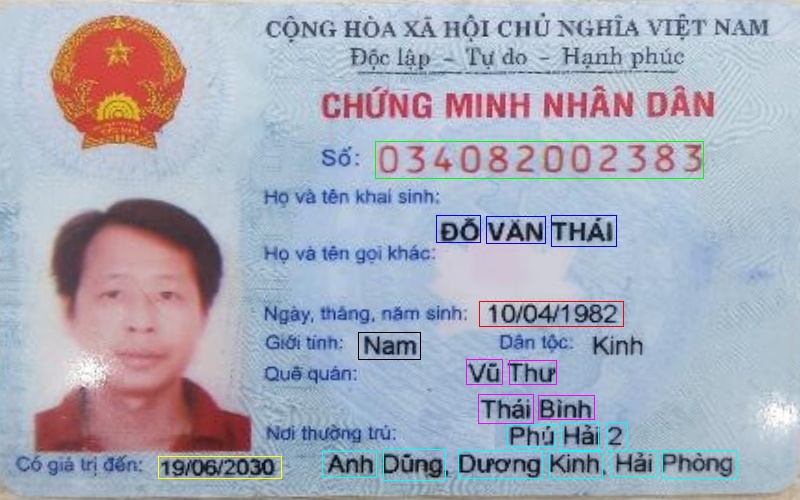 CỘNG HÒA XÃ HỘI CHỦ NGHĨA VIỆT NAM
Độc lập - Tự do - Hạnh phúc
CHỨNG MINH NHÂN DÂN
Số: 034082002383
Họ và tên khai sinh:
ĐỖ VĂN THÁI
Họ và tên gọi khác:
Ngày, tháng, năm sinh: 10/04/1982
Giới tính: Nam Dân tộc: Kinh
Quê quán: Vũ Thư
Thái Bình
Nơi thường trú: Phú Hải 2
Có giá trị đến: 19/06/2030 Anh Dũng, Dương Kinh, Hải Phòng